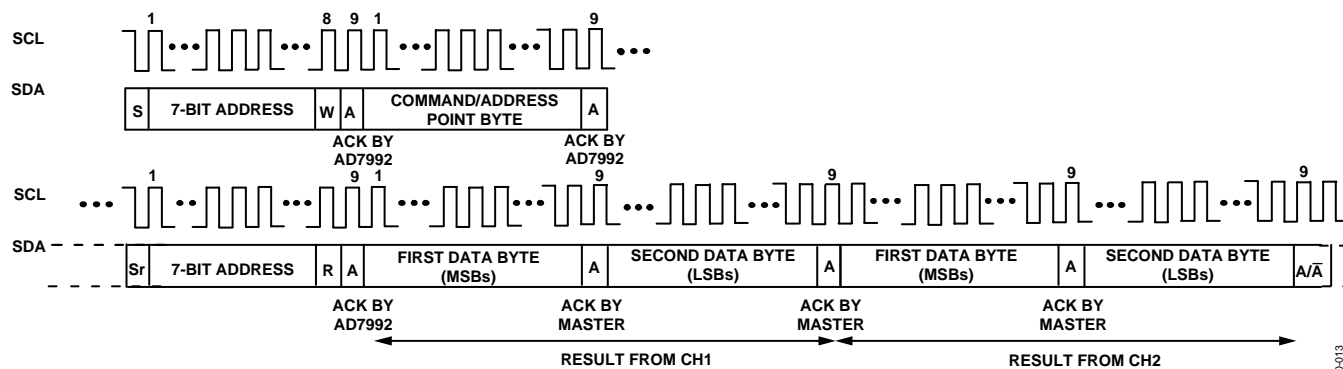 1 8 9 1 9
SCL
SDA
S 7-BIT ADDRESS W A COMMAND/ADDRESS POINT BYTE A
ACK BY AD7992 ACK BY AD7992
1 9 1 9 9 9 9
SCL
SDA
Sr 7-BIT ADDRESS R A FIRST DATA BYTE (MSBs) A SECOND DATA BYTE (LSBs) A FIRST DATA BYTE (MSBs) A SECOND DATA BYTE (LSBs) A/A̅
ACK BY AD7992 ACK BY MASTER ACK BY MASTER ACK BY MASTER
RESULT FROM CH1 RESULT FROM CH2